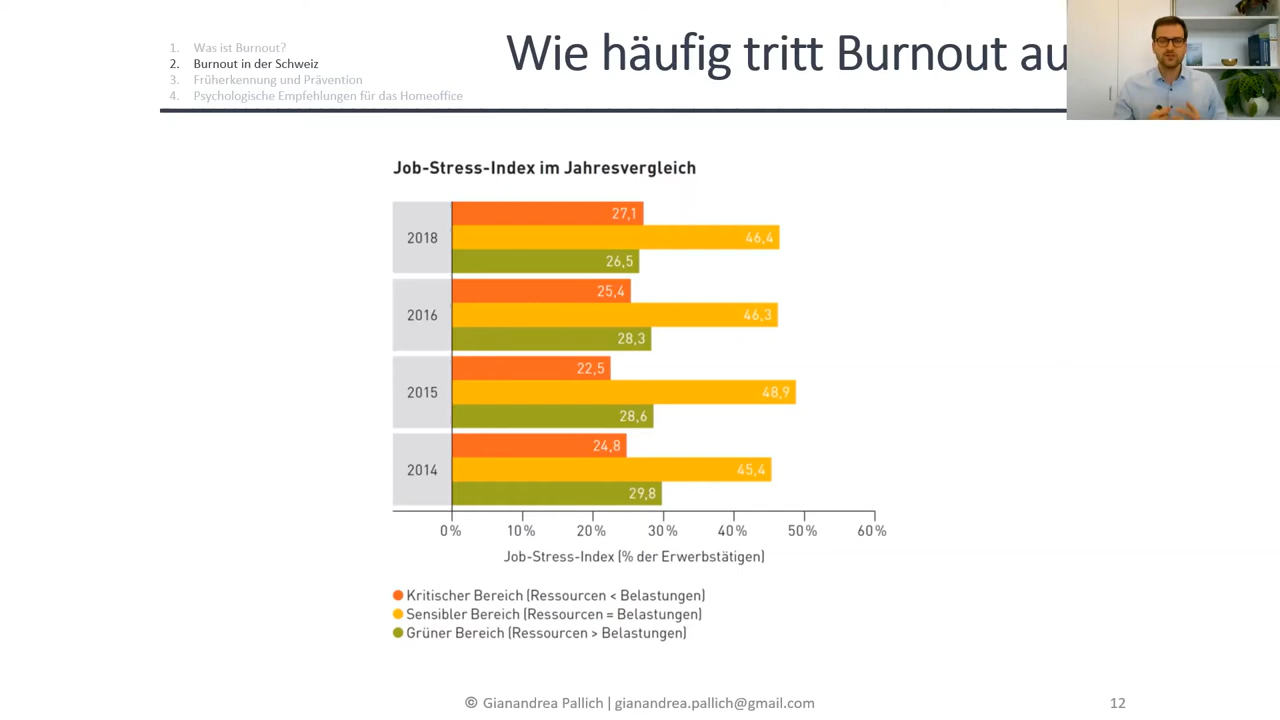 1. Was ist Burnout?
2. Burnout in der Schweiz
3. Früherkennung und Prävention
4. Psychologische Empfehlungen für das Homeoffice
Wie häufig tritt Burnout au
Job-Stress-Index im Jahresvergleich
27,1
2018
46,4
26,5
25,4
2016
46,3
28,3
22,5
2015
48,9
28,6
24,8
2014
45,4
29,8
0% 10% 20% 30% 40% 50% 60%
Job-Stress-Index (% der Erwerbstätigen)
Kritischer Bereich (Ressourcen < Belastungen)
Sensibler Bereich (Ressourcen = Belastungen)
Grüner Bereich (Ressourcen > Belastungen)
© Gianandrea Pallich | gianandrea.pallich@gmail.com
12